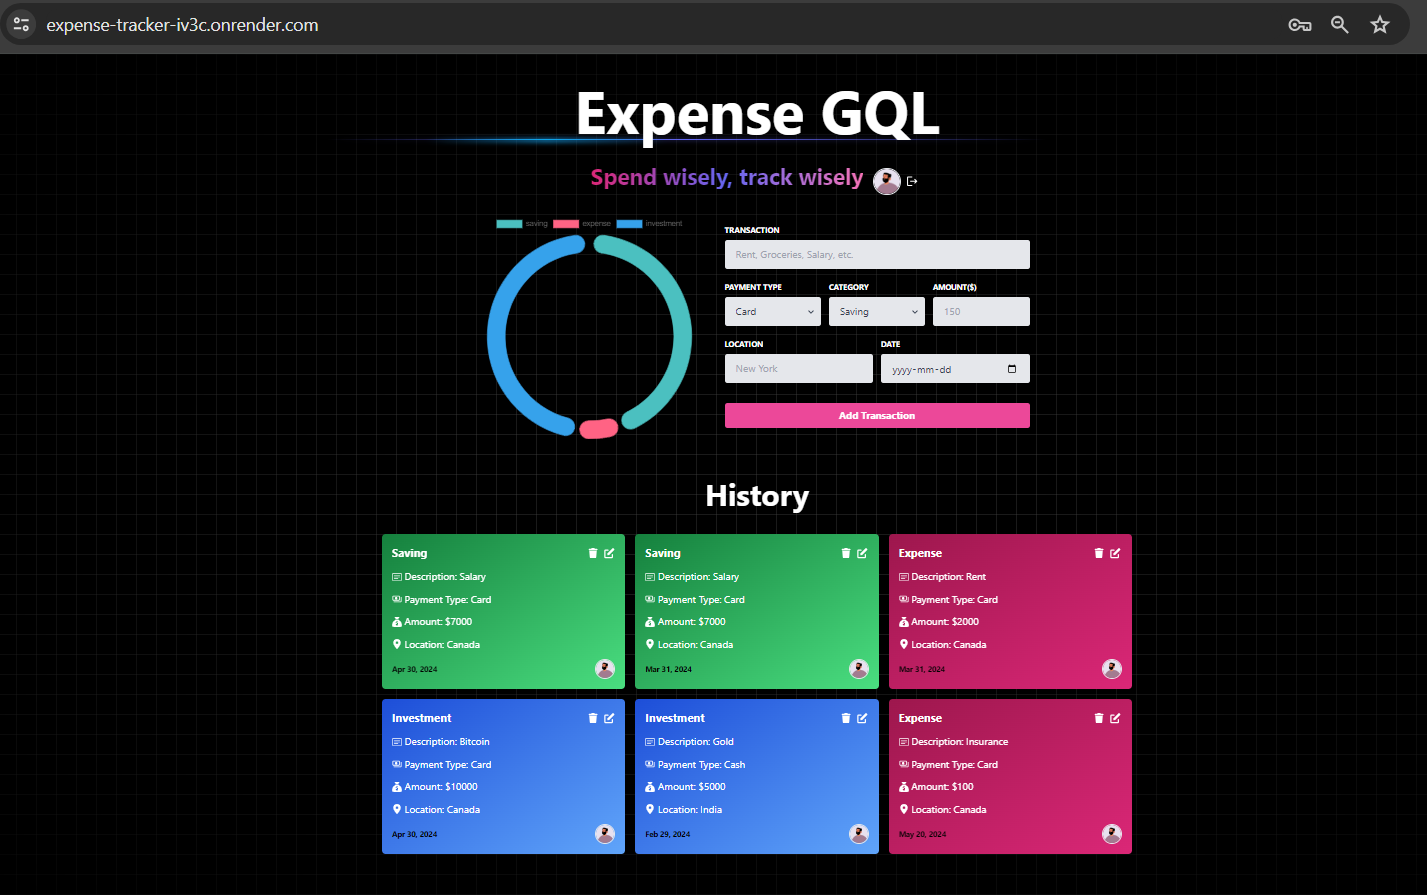 expense-tracker-iv3c.onrender.com
Expense GQL
Spend wisely, track wisely
saving expense investment
TRANSACTION
Rent, Groceries, Salary, etc.
PAYMENT TYPE CATEGORY AMOUNT($)
Card Saving 150
LOCATION DATE
New York yyyy-mm-dd
Add Transaction
History
Saving
Description: Salary
Payment Type: Card
Amount: $7000
Location: Canada
Apr 30, 2024
Saving
Description: Salary
Payment Type: Card
Amount: $7000
Location: Canada
Mar 31, 2024
Expense
Description: Rent
Payment Type: Card
Amount: $2000
Location: Canada
Mar 31, 2024
Investment
Description: Bitcoin
Payment Type: Card
Amount: $10000
Location: Canada
Apr 30, 2024
Investment
Description: Gold
Payment Type: Cash
Amount: $5000
Location: India
Feb 29, 2024
Expense
Description: Insurance
Payment Type: Card
Amount: $100
Location: Canada
May 20, 2024